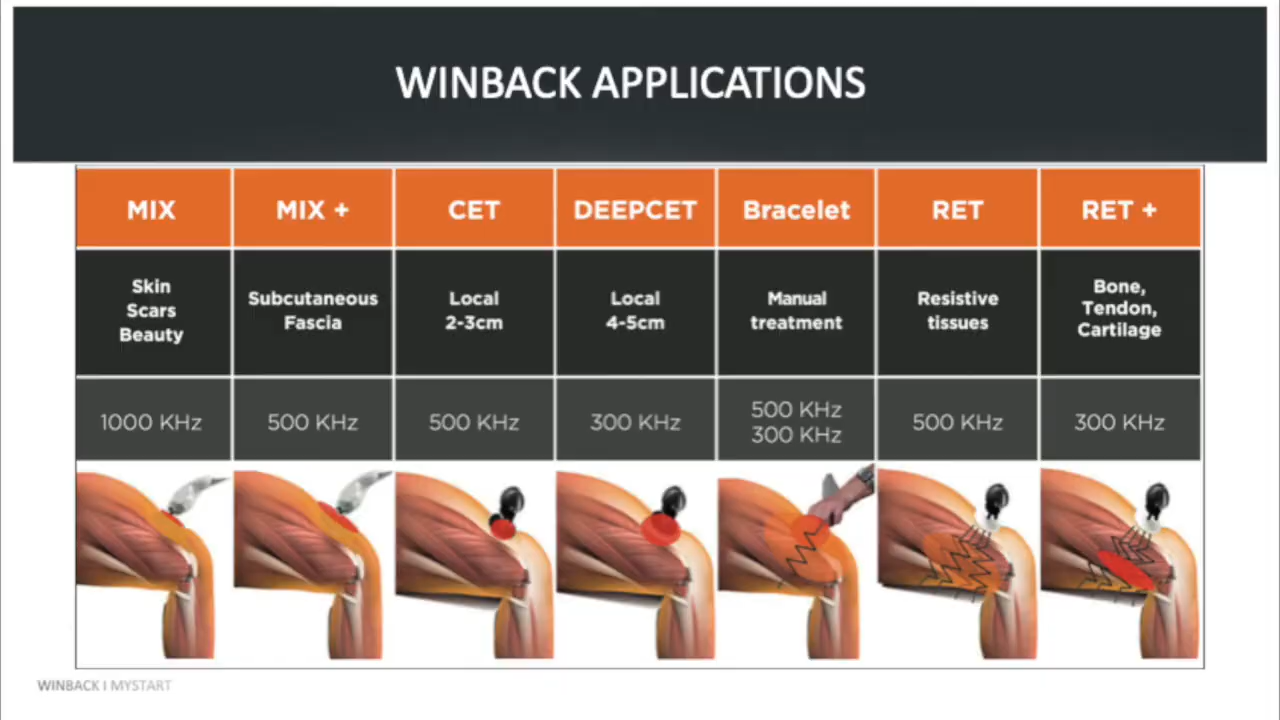 WINBACK APPLICATIONS
MIX
MIX +
CET
DEEPCET
Bracelet
RET
RET +
Skin
Scars
Beauty
Subcutaneous
Fascia
Local
2-3cm
Local
4-5cm
Manual
treatment
Resistive
tissues
Bone,
Tendon,
Cartilage
1000 KHz
500 KHz
500 KHz
300 KHz
500 KHz
300 KHz
500 KHz
300 KHz
WINBACK I MYSTART